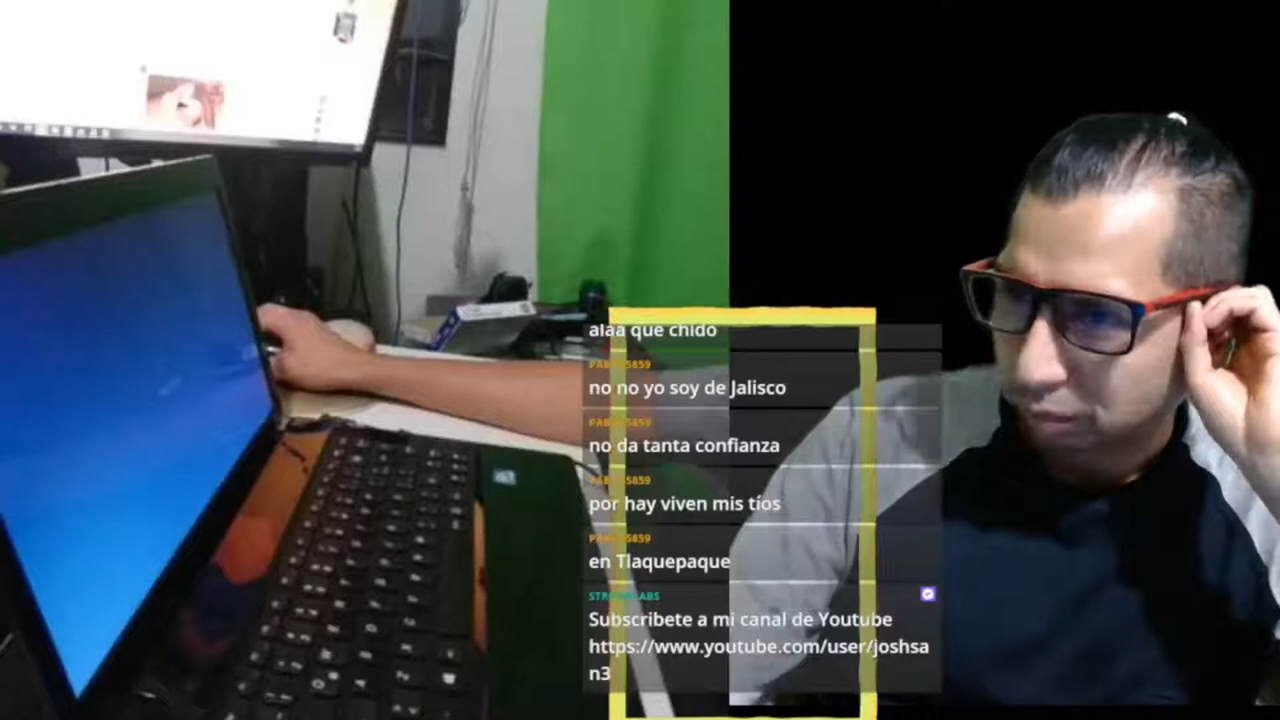 alaa que chido
no no yo soy de Jalisco
no da tanta confianza
por hay viven mis tíos
en Tlaquepaque
Subscribete a mi canal de Youtube
https://www.youtube.com/user/joshsa
n3